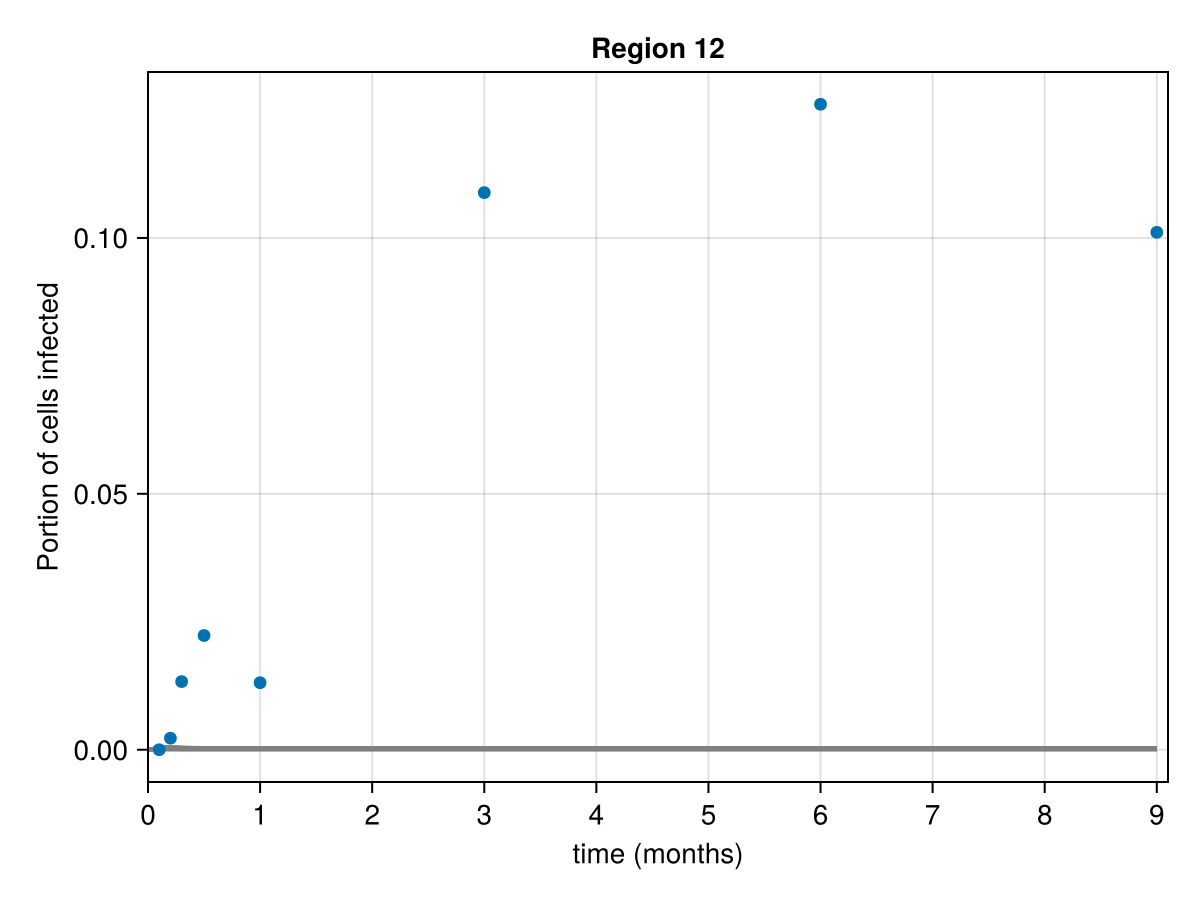 Region 12
Portion of cells infected
0.10
0.05
0.00
0 1 2 3 4 5 6 7 8 9
time (months)